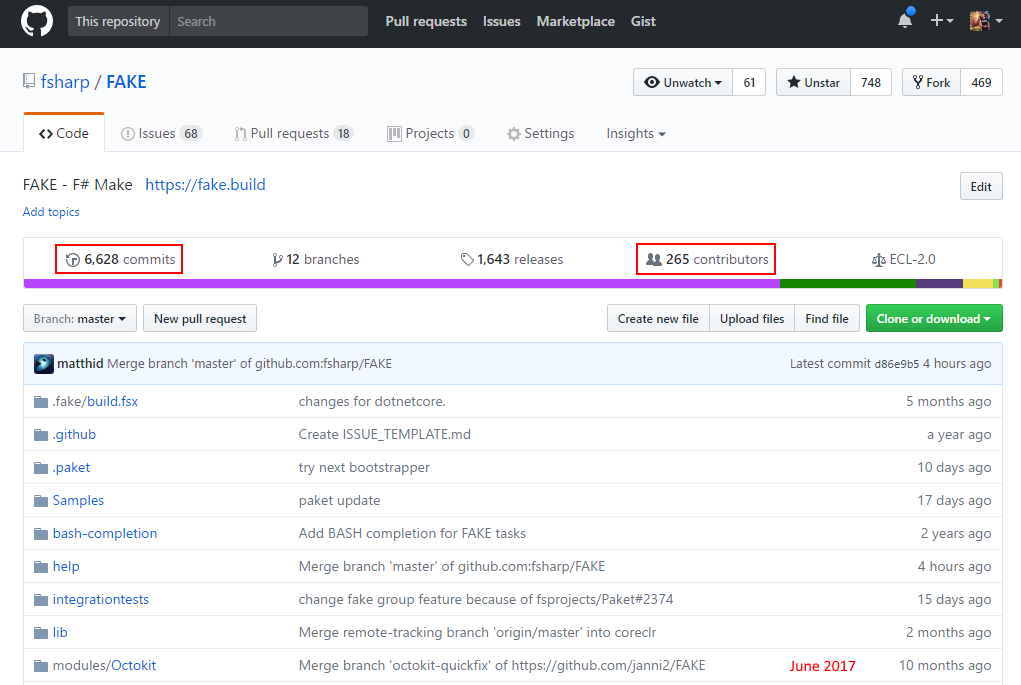 This repository Search Pull requests Issues Marketplace Gist
fsharp / FAKE Unwatch 61 Unstar 748 Fork 469
Code Issues 68 Pull requests 18 Projects 0 Settings Insights
FAKE - F# Make https://fake.build Edit
Add topics
6,628 commits 12 branches 1,643 releases 265 contributors ECL-2.0
Branch: master New pull request Create new file Upload files Find file Clone or download
matthid Merge branch 'master' of github.com:fsharp/FAKE Latest commit d86e9b5 4 hours ago
.fake/build.fsx changes for dotnetcore. 5 months ago
.github Create ISSUE_TEMPLATE.md a year ago
.paket try next bootstrapper 10 days ago
Samples paket update 17 days ago
bash-completion Add BASH completion for FAKE tasks 2 years ago
help Merge branch 'master' of github.com:fsharp/FAKE 4 hours ago
integrationtests change fake group feature because of fsprojects/Paket#2374 15 days ago
lib Merge remote-tracking branch 'origin/master' into coreclr 2 months ago
modules/Octokit Merge branch 'octokit-quickfix' of https://github.com/janni2/FAKE June 2017 10 months ago